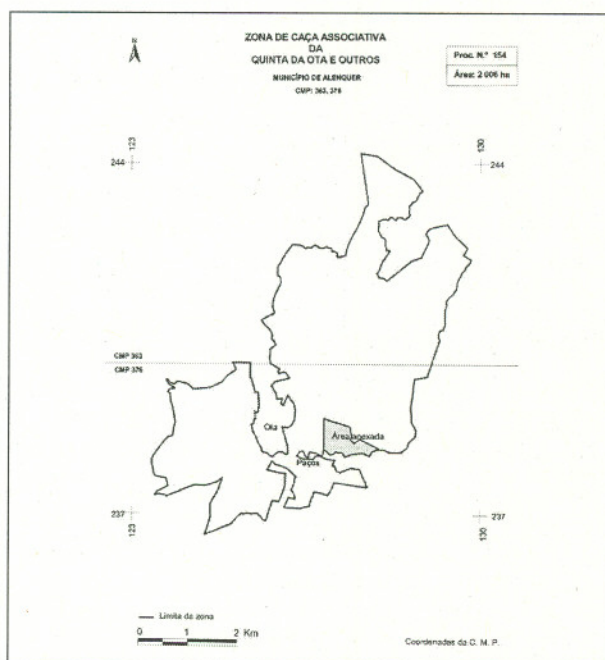 N
ZONA DE CAÇA ASSOCIATIVA
DA
QUINTA DA OTA E OUTROS
MUNICÍPIO DE ALENQUER
CMP: 363, 376
Proc. N.º 154
Área: 2 006 ha
123
130
244
244
CMP 363
CMP 376
Ota
Área anexada
Paços
237
237
123
130
Limite da zona
0 1 2 Km
Coordenadas da C. M. P.